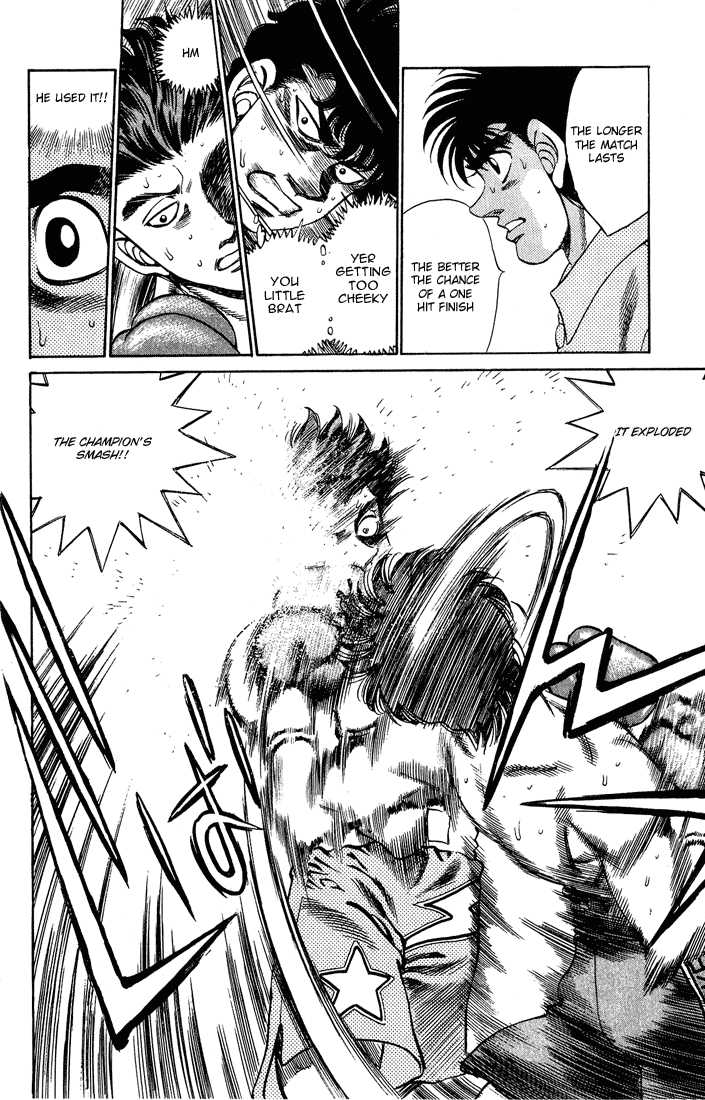 THE LONGER
THE MATCH
LASTS
THE BETTER
THE CHANCE
OF A ONE
HIT FINISH
YER
GETTING
TOO
CHEEKY
YOU
LITTLE
BRAT
HM
HE USED IT!!
IT EXPLODED
THE CHAMPION'S
SMASH!!